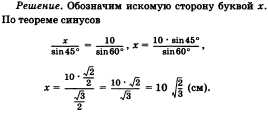 Решение. Обозначим искомую сторону буквой x.
По теореме синусов
x / sin 45° = 10 / sin 60°, x = 10 · sin 45° / sin 60°,
x = (10 · √2/2) / (√3/2) = 10 · √2 / √3 = 10 √(2/3) (см).